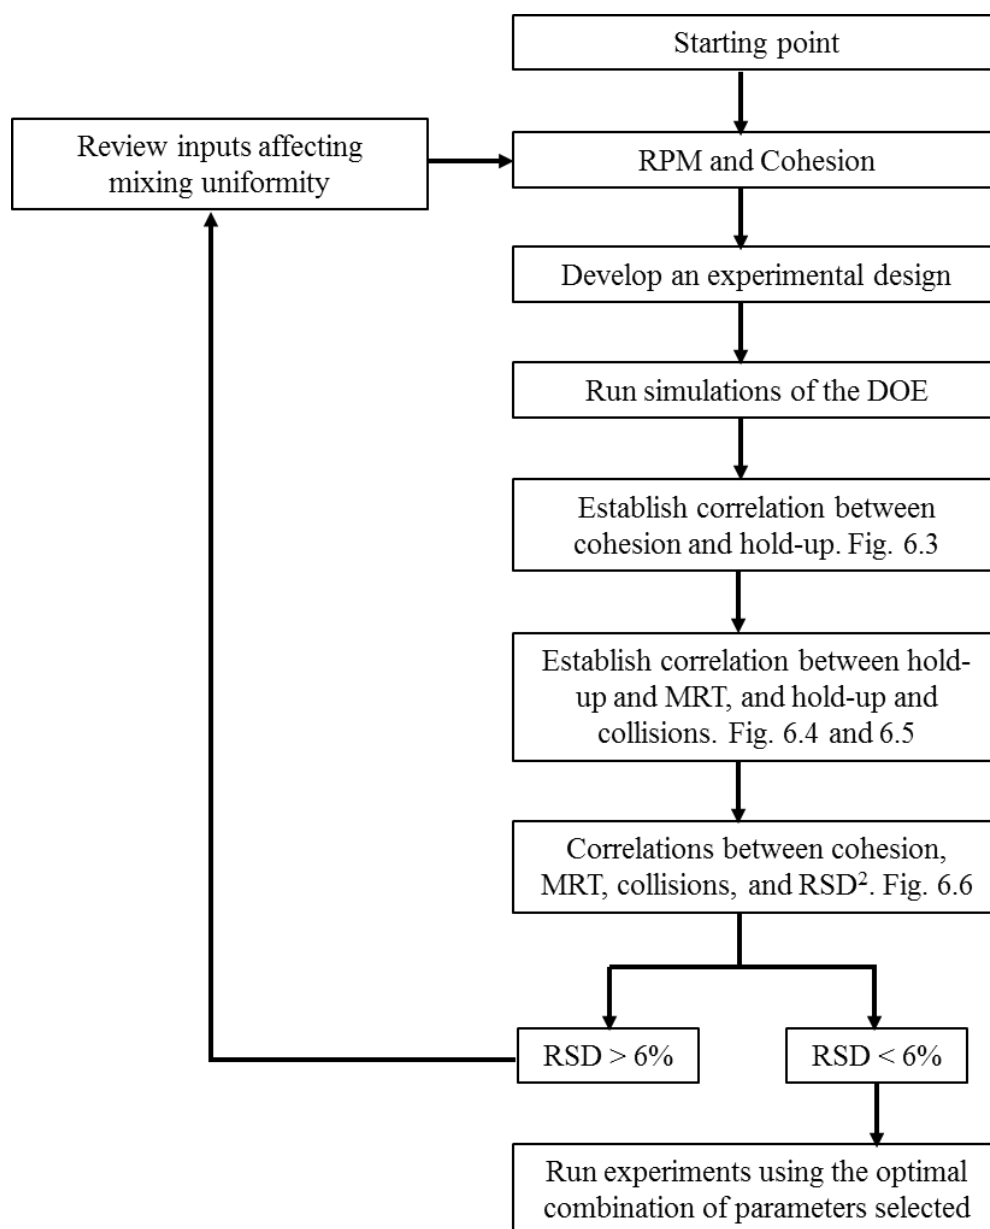 Starting point
Review inputs affecting
mixing uniformity
RPM and Cohesion
Develop an experimental design
Run simulations of the DOE
Establish correlation between
cohesion and hold-up. Fig. 6.3
Establish correlation between hold-
up and MRT, and hold-up and
collisions. Fig. 6.4 and 6.5
Correlations between cohesion,
MRT, collisions, and RSD². Fig. 6.6
RSD > 6%
RSD < 6%
Run experiments using the optimal
combination of parameters selected